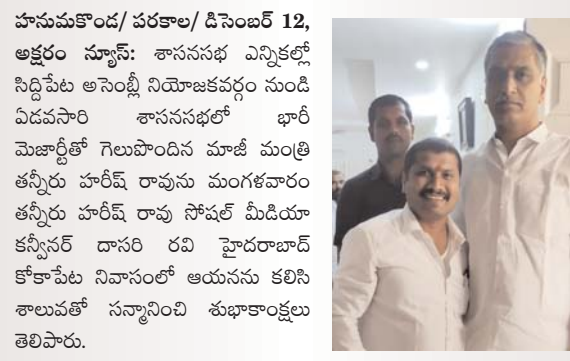 హనుమకొండ/ పరకాల/ డిసెంబర్ 12,
అక్షరం న్యూస్: శాసనసభ ఎన్నికల్లో
సిద్దిపేట అసెంబ్లీ నియోజకవర్గం నుండి
ఏడవసారి శాసనసభలో భారీ
మెజార్టీతో గెలుపొందిన మాజీ మంత్రి
తన్నీరు హరీష్ రావును మంగళవారం
తన్నీరు హరీష్ రావు సోషల్ మీడియా
కన్వీనర్ దాసరి రవి హైదరాబాద్
కోకాపేట నివాసంలో ఆయనను కలిసి
శాలువతో సన్మానించి శుభాకాంక్షలు
తెలిపారు.